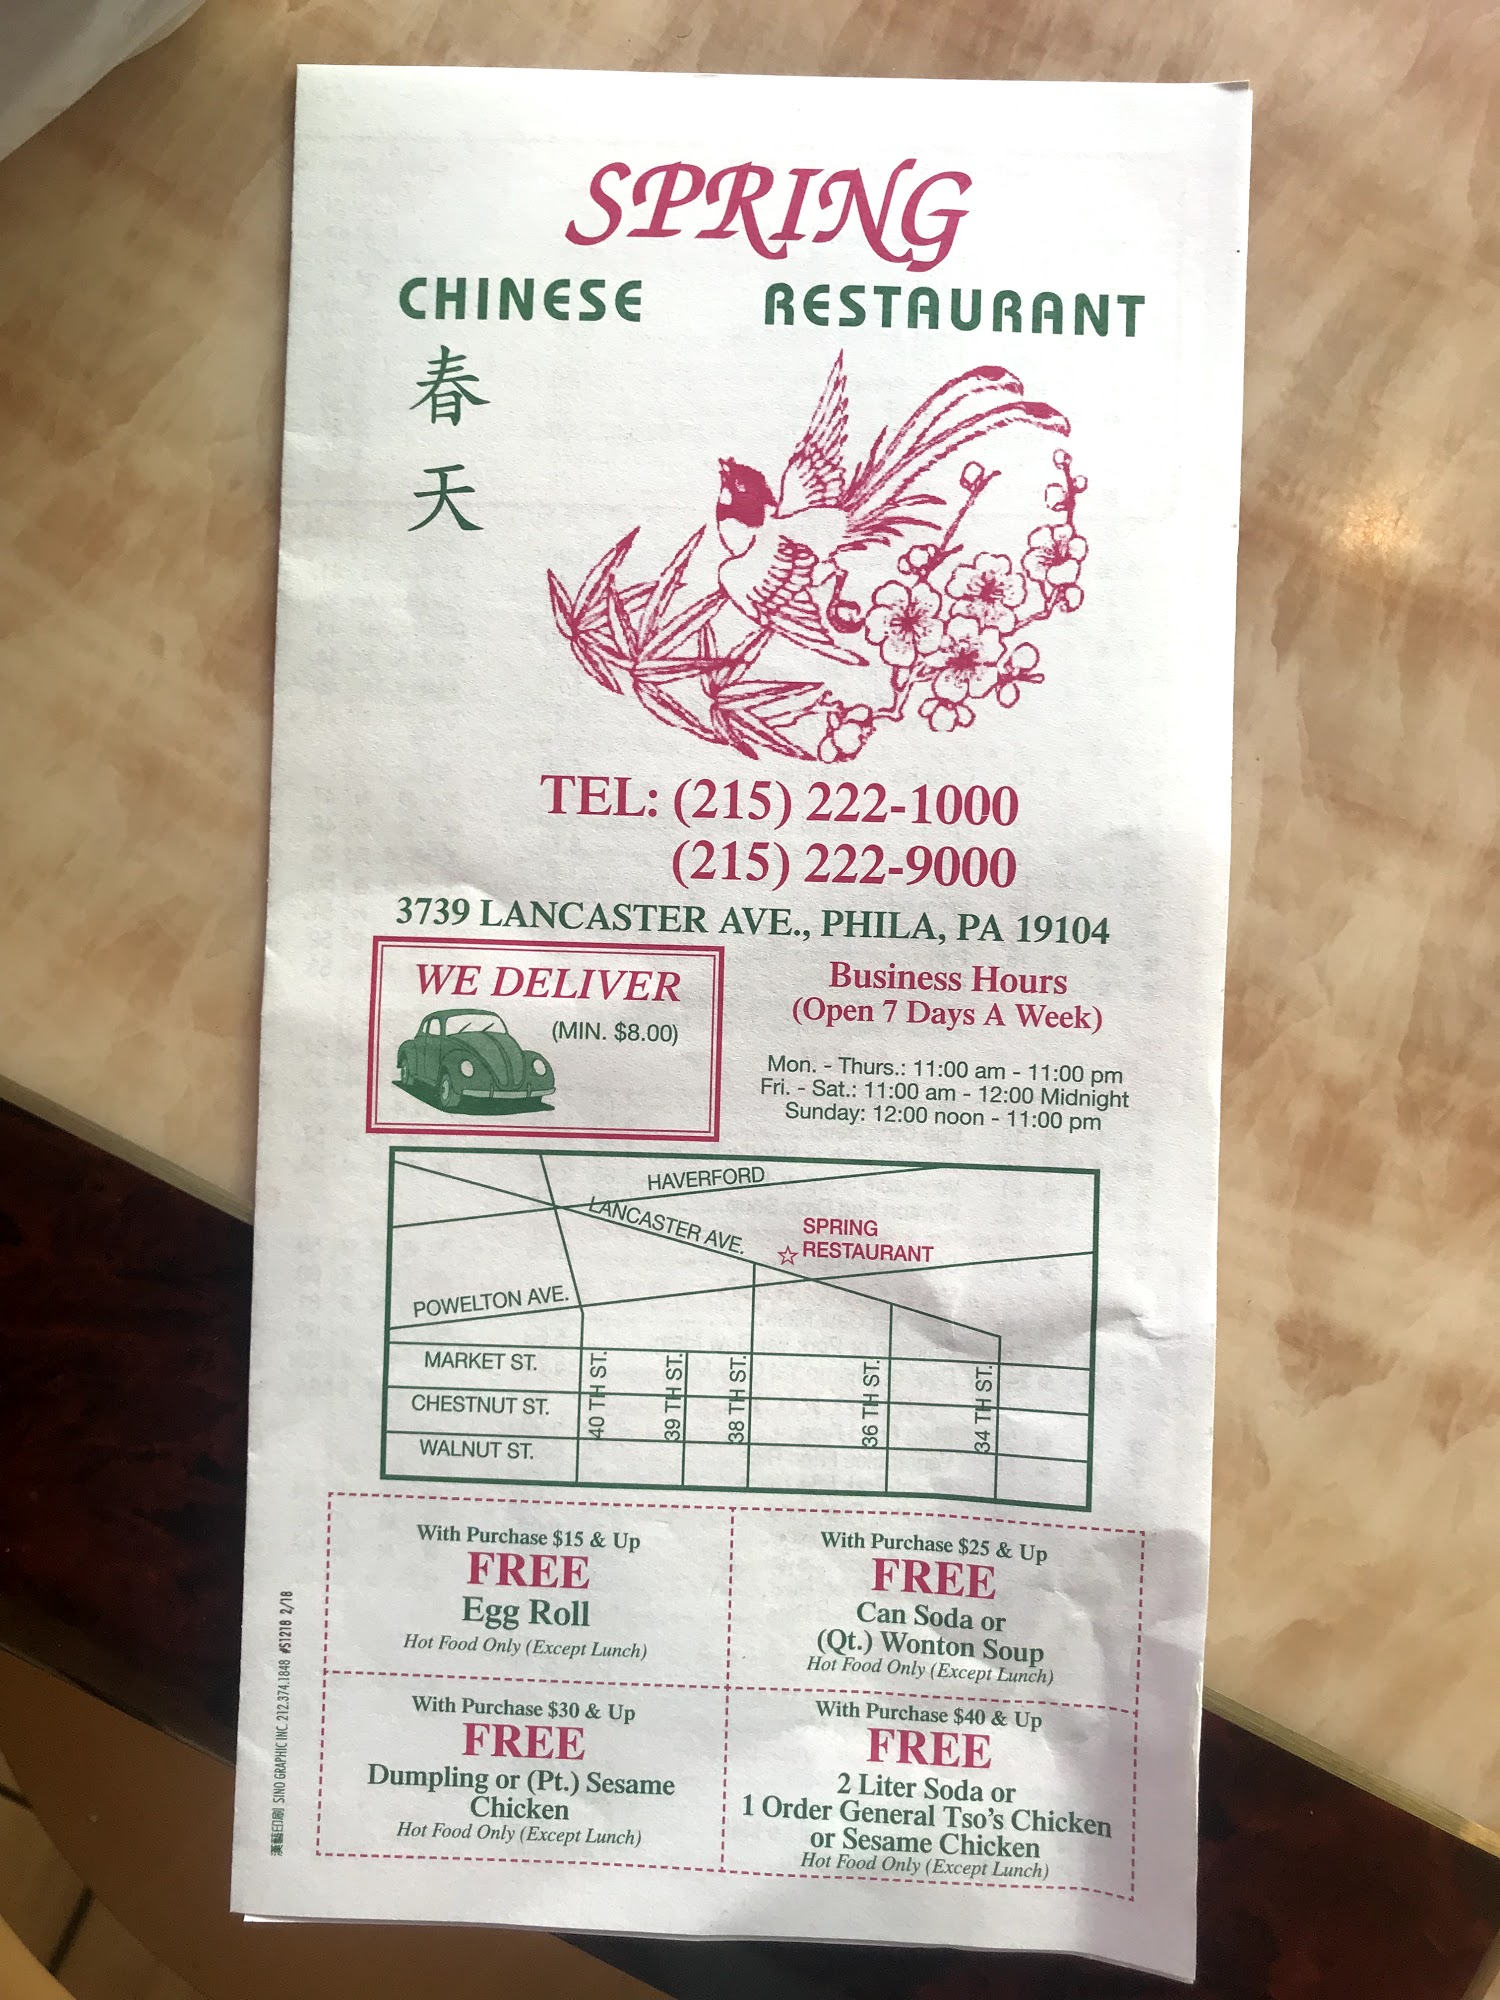 SPRING
CHINESE RESTAURANT
春
天
TEL: (215) 222-1000
(215) 222-9000
3739 LANCASTER AVE., PHILA, PA 19104
WE DELIVER
(MIN. $8.00)
Business Hours
(Open 7 Days A Week)
Mon. - Thurs.: 11:00 am - 11:00 pm
Fri. - Sat.: 11:00 am - 12:00 Midnight
Sunday: 12:00 noon - 11:00 pm
HAVERFORD
LANCASTER AVE.
SPRING
☆ RESTAURANT
POWELTON AVE.
MARKET ST.
CHESTNUT ST.
WALNUT ST.
40 TH ST.
39 TH ST.
38 TH ST.
36 TH ST.
34 TH ST.
With Purchase $15 & Up
FREE
Egg Roll
Hot Food Only (Except Lunch)
With Purchase $25 & Up
FREE
Can Soda or
(Qt.) Wonton Soup
Hot Food Only (Except Lunch)
With Purchase $30 & Up
FREE
Dumpling or (Pt.) Sesame
Chicken
Hot Food Only (Except Lunch)
With Purchase $40 & Up
FREE
2 Liter Soda or
1 Order General Tso's Chicken
or Sesame Chicken
Hot Food Only (Except Lunch)
漢藝印刷 SINO GRAPHIC INC. 212.374.1848 #S1218 2/18